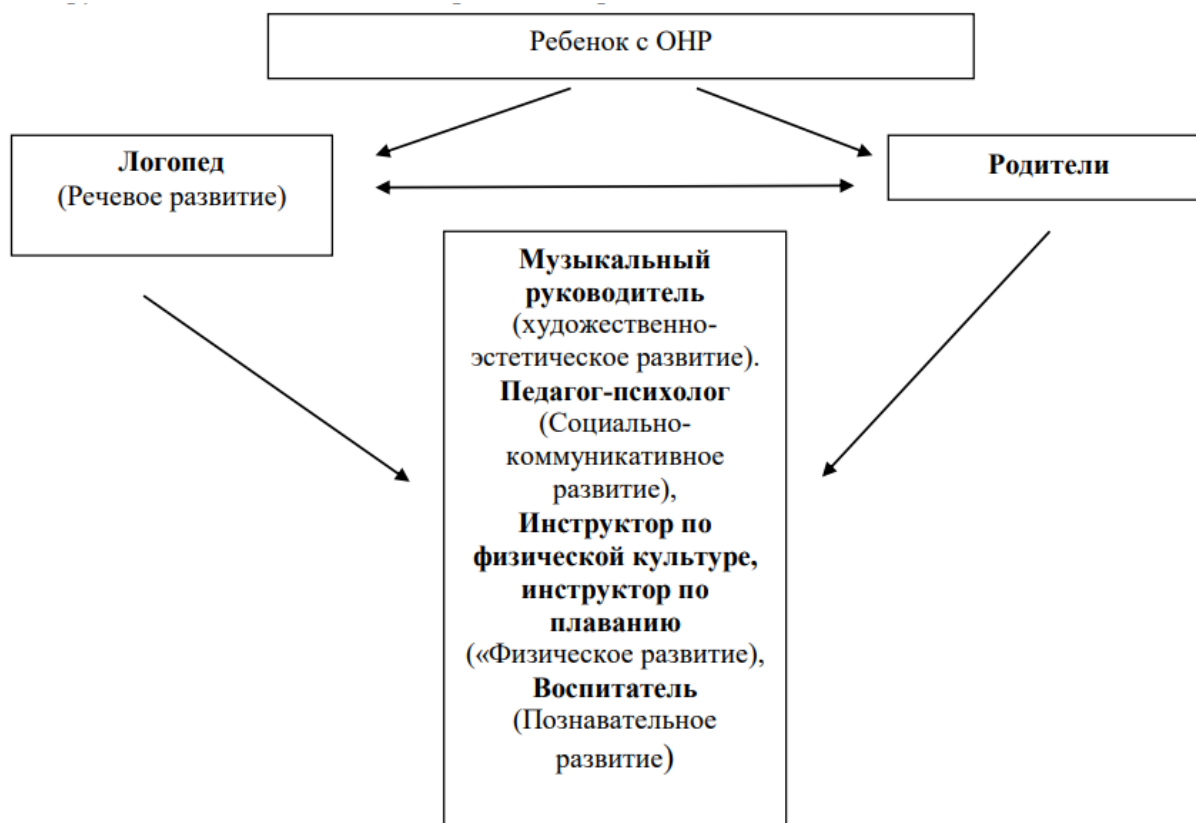 Ребенок с ОНР
Логопед
(Речевое развитие)
Родители
Музыкальный
руководитель
(художественно-
эстетическое развитие).
Педагог-психолог
(Социально-
коммуникативное
развитие),
Инструктор по
физической культуре,
инструктор по
плаванию
(«Физическое развитие),
Воспитатель
(Познавательное
развитие)